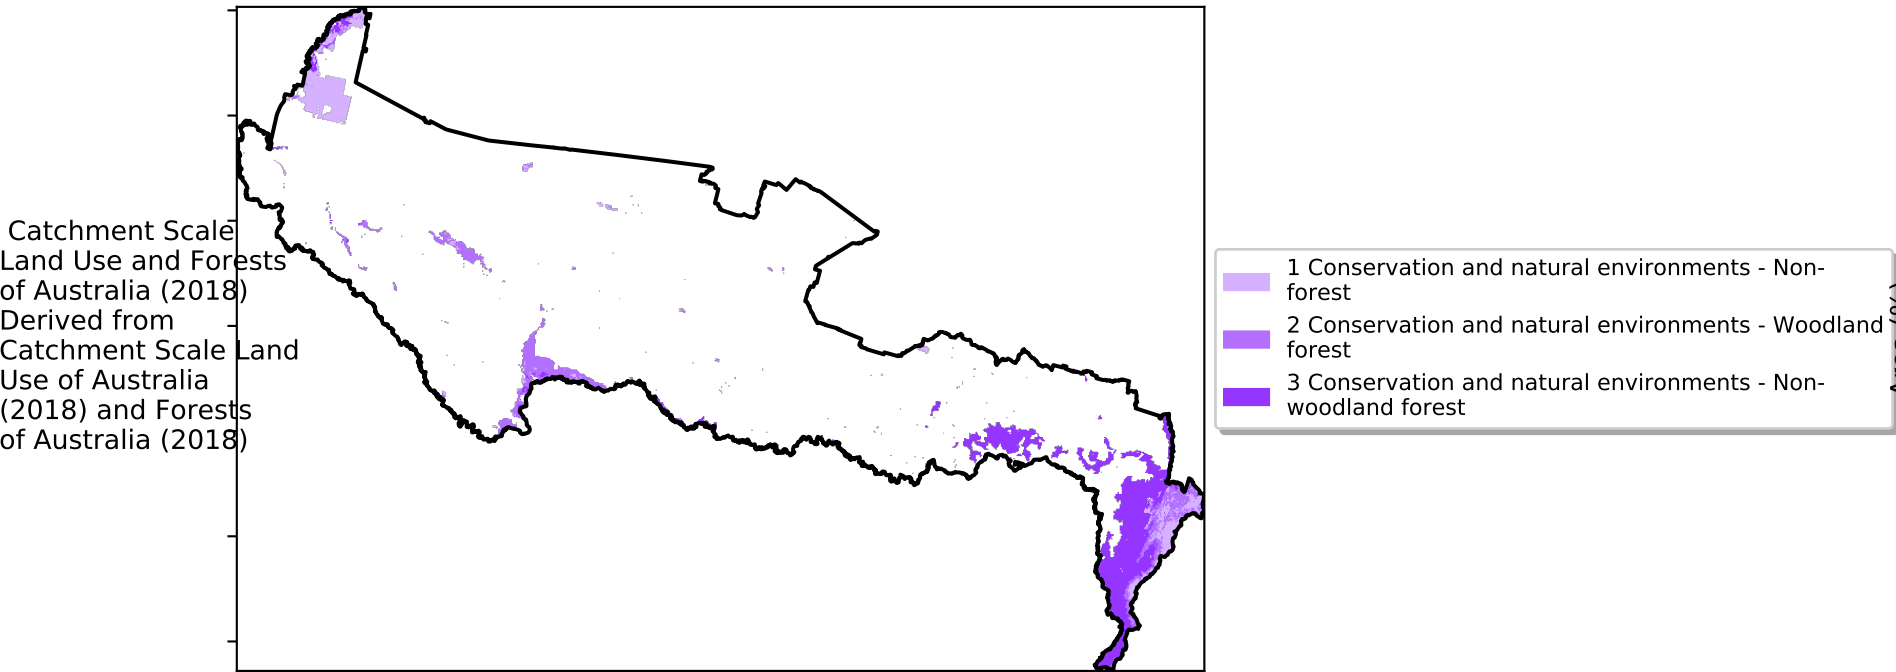 Catchment Scale
Land Use and Forests
of Australia (2018)
Derived from
Catchment Scale Land
Use of Australia
(2018) and Forests
of Australia (2018)
1 Conservation and natural environments - Non-
forest
2 Conservation and natural environments - Woodland
forest
3 Conservation and natural environments - Non-
woodland forest